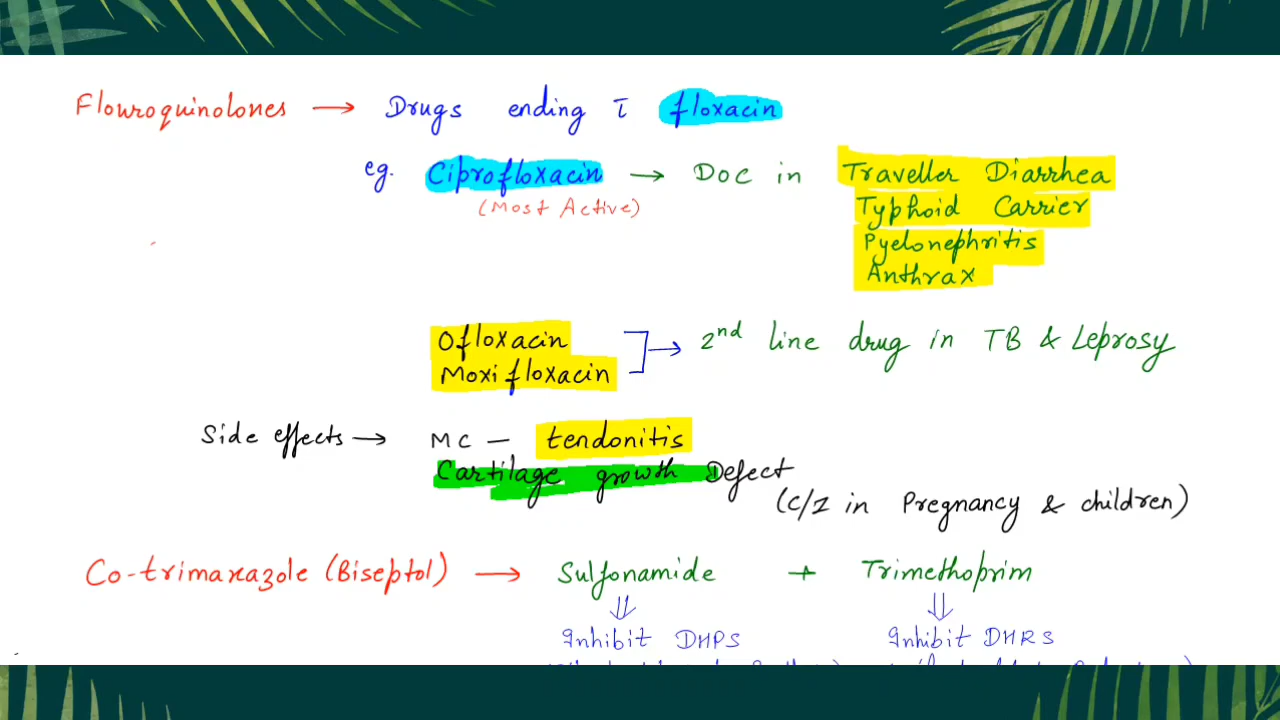 Flouroquinolones → Drugs ending c̄ floxacin
eg. Ciprofloxacin → DOC in Traveller Diarrhea
(Most Active) Typhoid Carrier
Pyelonephritis
Anthrax
Ofloxacin
Moxifloxacin → 2nd line drug in TB & Leprosy
Side effects → MC – tendonitis
Cartilage growth Defect
(C/I in Pregnancy & children)
Co-trimaxazole (Biseptol) → Sulfonamide + Trimethoprim
⇓ ⇓
Inhibit DHPS Inhibit DHRS